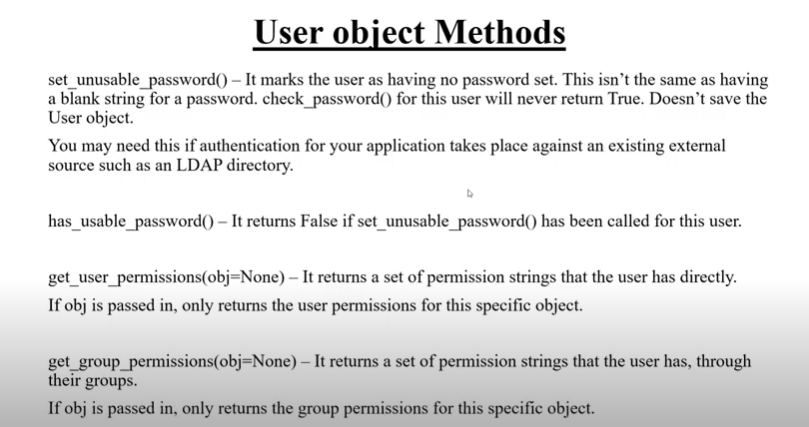 User object Methods
set_unusable_password() – It marks the user as having no password set. This isn’t the same as having
a blank string for a password. check_password() for this user will never return True. Doesn’t save the
User object.
You may need this if authentication for your application takes place against an existing external
source such as an LDAP directory.
has_usable_password() – It returns False if set_unusable_password() has been called for this user.
get_user_permissions(obj=None) – It returns a set of permission strings that the user has directly.
If obj is passed in, only returns the user permissions for this specific object.
get_group_permissions(obj=None) – It returns a set of permission strings that the user has, through
their groups.
If obj is passed in, only returns the group permissions for this specific object.